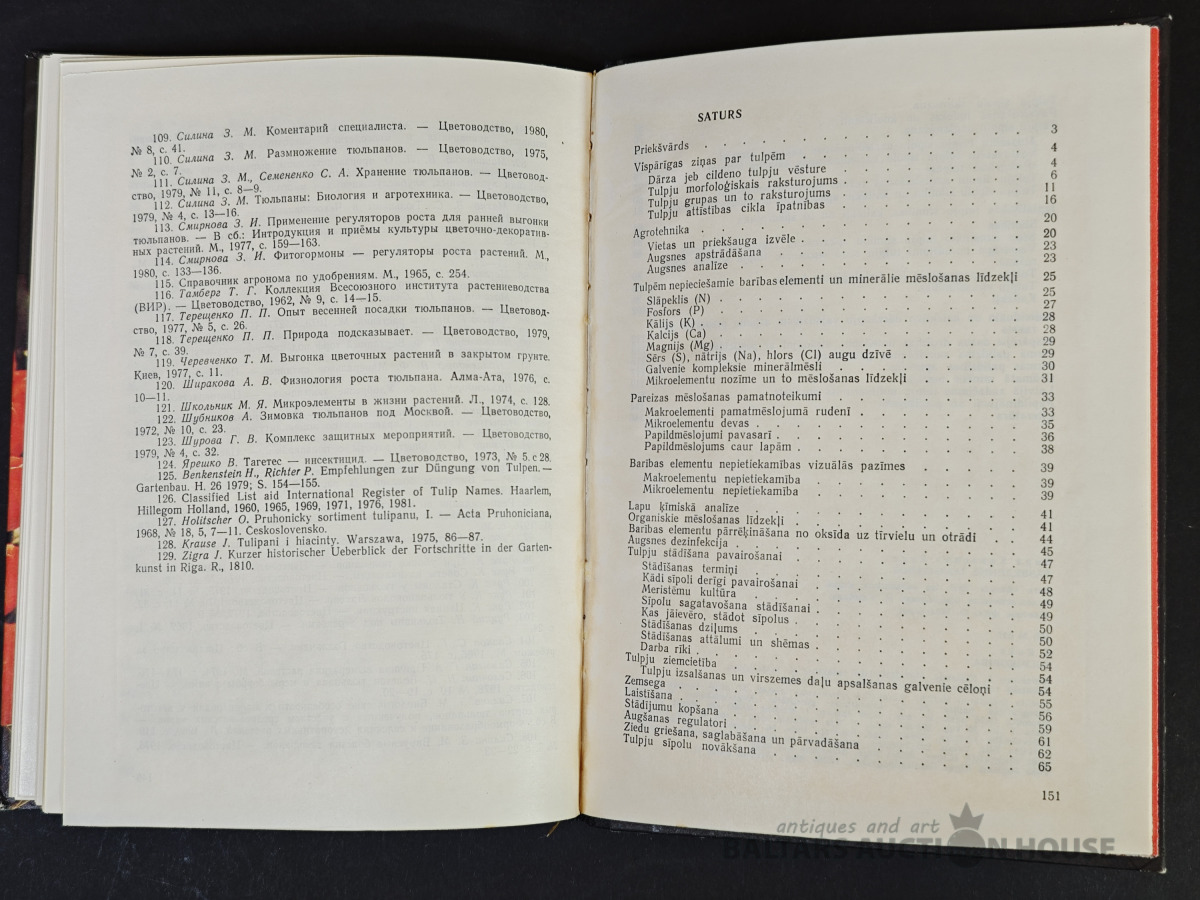 109. Силина З. М. Коментарий специалиста. — Цветоводство, 1980,
№ 8, с. 41.
110. Силина З. М. Размножение тюльпанов. — Цветоводство, 1975,
№ 2, с. 7.
111. Силина З. М., Семененко С. А. Хранение тюльпанов. — Цветовод-
ство, 1979, № 11, с. 8—9.
112. Силина З. М. Тюльпаны: Биология и агротехника. — Цветоводство,
1979, № 4, с. 13—16.
113. Смирнова З. И. Применение регуляторов роста для ранней выгонки
тюльпанов. — В сб.: Интродукция и приёмы культуры цветочно-декоратив-
ных растений. М., 1977, с. 159—163.
114. Смирнова З. И. Фитогормоны — регуляторы роста растений. М.,
1980, с. 133—136.
115. Справочник агронома по удобрениям. М., 1965, с. 254.
116. Тамберг Т. Г. Коллекция Всесоюзного института растениеводства
(ВИР). — Цветоводство, 1962, № 9, с. 14—15.
117. Терещенко П. П. Опыт весенней посадки тюльпанов. — Цветовод-
ство, 1977, № 5, с. 26.
118. Терещенко П. П. Природа подсказывает. — Цветоводство, 1979,
№ 7, с. 39.
119. Черевченко Т. М. Выгонка цветочных растений в закрытом грунте.
Киев, 1977, с. 11.
120. Ширакова А. В. Физиология роста тюльпана. Алма-Ата, 1976, с.
10—11.
121. Школьник М. Я. Микроэлементы в жизни растений. Л., 1974, с. 128.
122. Шубников А. Зимовка тюльпанов под Москвой. — Цветоводство,
1972, № 10, с. 23.
123. Шурова Г. В. Комплекс защитных мероприятий. — Цветоводство,
1979, № 4, с. 32.
124. Ярешко В. Тагетес — инсектицид. — Цветоводство, 1973, № 5. с 28.
125. Benkenstein H., Richter P. Empfehlungen zur Düngung von Tulpen. —
Gartenbau. H. 26 1979; S. 154—155.
126. Classified List aid International Register of Tulip Names. Haarlem,
Hillegom Holland, 1960, 1965, 1969, 1971, 1976, 1981.
127. Holitscher O. Pruhonicky sortiment tulipanu, I. — Acta Pruhoniciana,
1968, № 18, 5, 7—11. Československo.
128. Krause J. Tulipani i hiacinty. Warszawa, 1975, 86—87.
129. Zigra J. Kurzer historischer Ueberblick der Fortschritte in der Garten-
kunst in Riga. R., 1810.
SATURS
Priekšvārds . . . 3
Vispārīgas ziņas par tulpēm . . . 4
Dārza jeb cildeno tulpju vēsture . . . 4
Tulpju morfoloģiskais raksturojums . . . 6
Tulpju grupas un to raksturojums . . . 11
Tulpju attīstības cikla īpatnības . . . 16
Agrotehnika . . . 20
Vietas un priekšauga izvēle . . . 20
Augsnes apstrādāšana . . . 23
Augsnes analīze . . . 23
Tulpēm nepieciešamie barības elementi un minerālie mēslošanas līdzekļi 25
Slāpeklis (N) . . . 25
Fosfors (P) . . . 27
Kālijs (K) . . . 28
Kalcijs (Ca) . . . 28
Magnijs (Mg) . . . 29
Sērs (S), nātrijs (Na), hlors (Cl) augu dzīvē . . . 29
Galvenie kompleksie minerālmēsli . . . 30
Mikroelementu nozīme un to mēslošanas līdzekļi . . . 31
Pareizas mēslošanas pamatnoteikumi . . . 33
Makroelementi pamatmēslojumā rudenī . . . 33
Mikroelementu devas . . . 35
Papildmēslojumi pavasarī . . . 36
Papildmēslojums caur lapām . . . 38
Barības elementu nepietiekamības vizuālās pazīmes . . . 39
Makroelementu nepietiekamība . . . 39
Mikroelementu nepietiekamība . . . 39
Lapu ķīmiskā analīze . . . 41
Organiskie mēslošanas līdzekļi . . . 41
Barības elementu pārrēķināšana no oksīda uz tīrvielu un otrādi . . 44
Augsnes dezinfekcija . . . 45
Tulpju stādīšana pavairošanai . . . 47
Stādīšanas termiņi . . . 47
Kādi sīpoli derīgi pavairošanai . . . 48
Meristēmu kultūra . . . 49
Sīpolu sagatavošana stādīšanai . . . 49
Kas jāievēro, stādot sīpolus . . . 50
Stādīšanas dziļums . . . 50
Stādīšanas attālumi un shēmas . . . 52
Darba rīki . . . 54
Tulpju ziemcietība . . . 54
Tulpju izsalšanas un virszemes daļu apsalšanas galvenie cēloņi . 54
Zemsega . . . 55
Laistīšana . . . 56
Stādījumu kopšana . . . 59
Augšanas regulatori . . . 61
Ziedu griešana, saglabāšana un pārvadāšana . . . 62
Tulpju sīpolu novākšana . . . 65
151
antiques and art
BALTARS AUCTION HOUSE